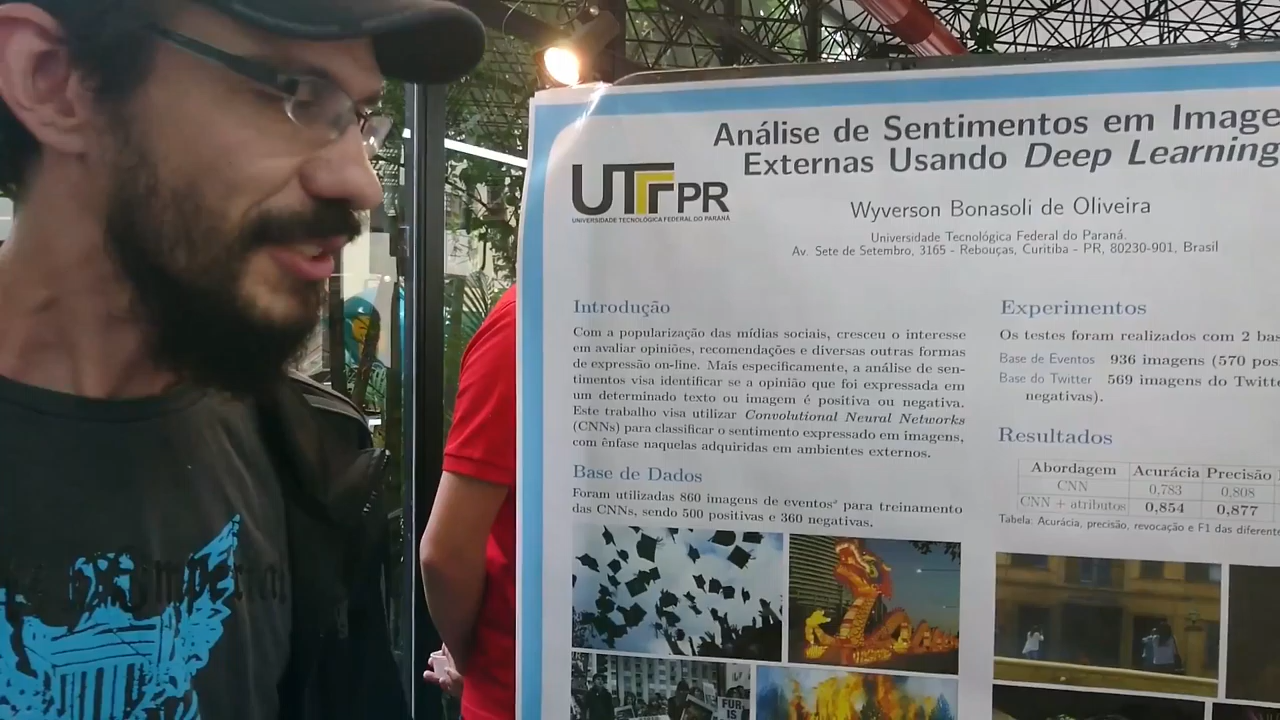 Análise de Sentimentos em Image
Externas Usando Deep Learning
UTFPR
UNIVERSIDADE TECNOLÓGICA FEDERAL DO PARANÁ
Wyverson Bonasoli de Oliveira
Universidade Tecnológica Federal do Paraná.
Av. Sete de Setembro, 3165 - Rebouças, Curitiba - PR, 80230-901, Brasil
Introdução
Com a popularização das mídias sociais, cresceu o interesse
em avaliar opiniões, recomendações e diversas outras formas
de expressão on-line. Mais especificamente, a análise de sen-
timentos visa identificar se a opinião que foi expressada em
um determinado texto ou imagem é positiva ou negativa.
Este trabalho visa utilizar Convolutional Neural Networks
(CNNs) para classificar o sentimento expressado em imagens,
com ênfase naquelas adquiridas em ambientes externos.
Base de Dados
Foram utilizadas 860 imagens de eventos para treinamento
das CNNs, sendo 500 positivas e 360 negativas.
FUR
IS
Experimentos
Os testes foram realizados com 2 bas
Base de Eventos 936 imagens (570 pos
Base do Twitter 569 imagens do Twitte
negativas).
Resultados
Abordagem Acurácia Precisão
CNN 0,783 0,808
CNN + atributos 0,854 0,877
Tabela: Acurácia, precisão, revocação e F1 das diferente